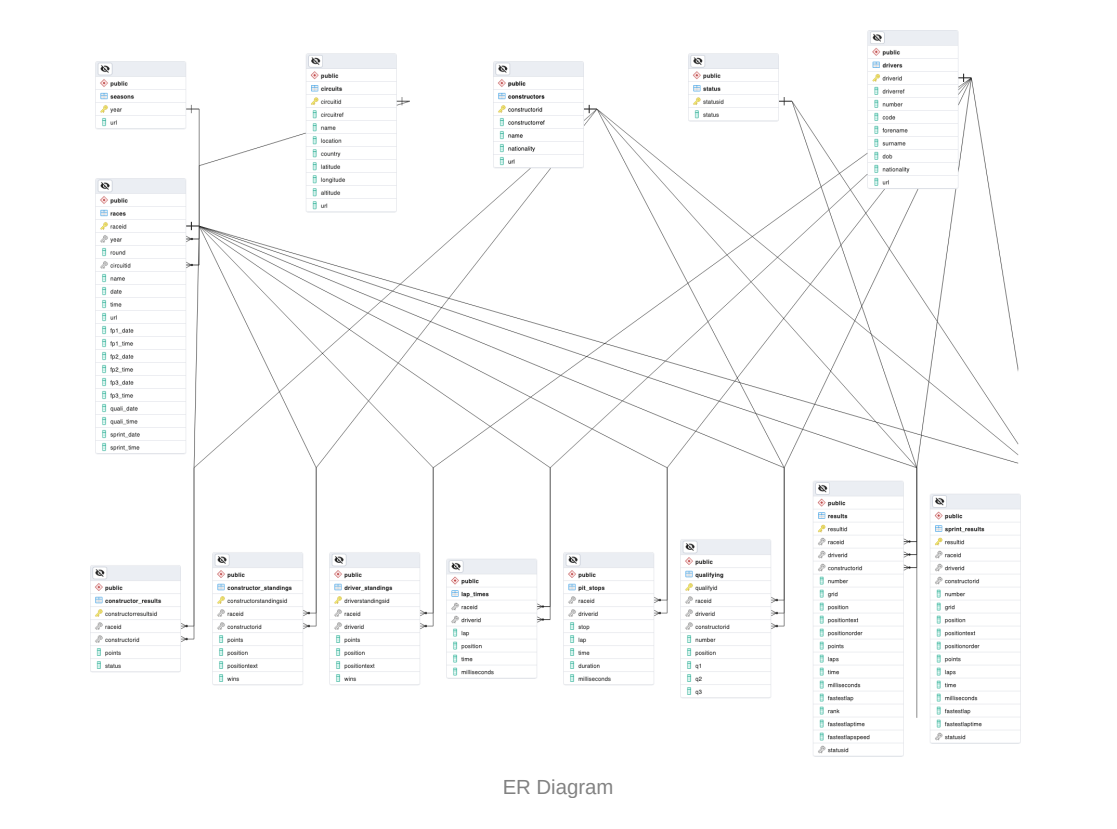 public
seasons
year
url
public
circuits
circuitid
circuitref
name
location
country
latitude
longitude
altitude
url
public
constructors
constructorid
constructorref
name
nationality
url
public
status
statusid
status
public
drivers
driverid
driverref
number
code
forename
surname
dob
nationality
url
public
races
raceid
year
round
circuitid
name
date
time
url
fp1_date
fp1_time
fp2_date
fp2_time
fp3_date
fp3_time
quali_date
quali_time
sprint_date
sprint_time
public
constructor_results
constructorresultsid
raceid
constructorid
points
status
public
constructor_standings
constructorstandingsid
raceid
constructorid
points
position
positiontext
wins
public
driver_standings
driverstandingsid
raceid
driverid
points
position
positiontext
wins
public
lap_times
raceid
driverid
lap
position
time
milliseconds
public
pit_stops
raceid
driverid
stop
lap
time
duration
milliseconds
public
qualifying
qualifyid
raceid
driverid
constructorid
number
position
q1
q2
q3
public
results
resultid
raceid
driverid
constructorid
number
grid
position
positiontext
positionorder
points
laps
time
milliseconds
fastestlap
rank
fastestlaptime
fastestlapspeed
statusid
public
sprint_results
resultid
raceid
driverid
constructorid
number
grid
position
positiontext
positionorder
points
laps
time
milliseconds
fastestlap
fastestlaptime
statusid
ER Diagram